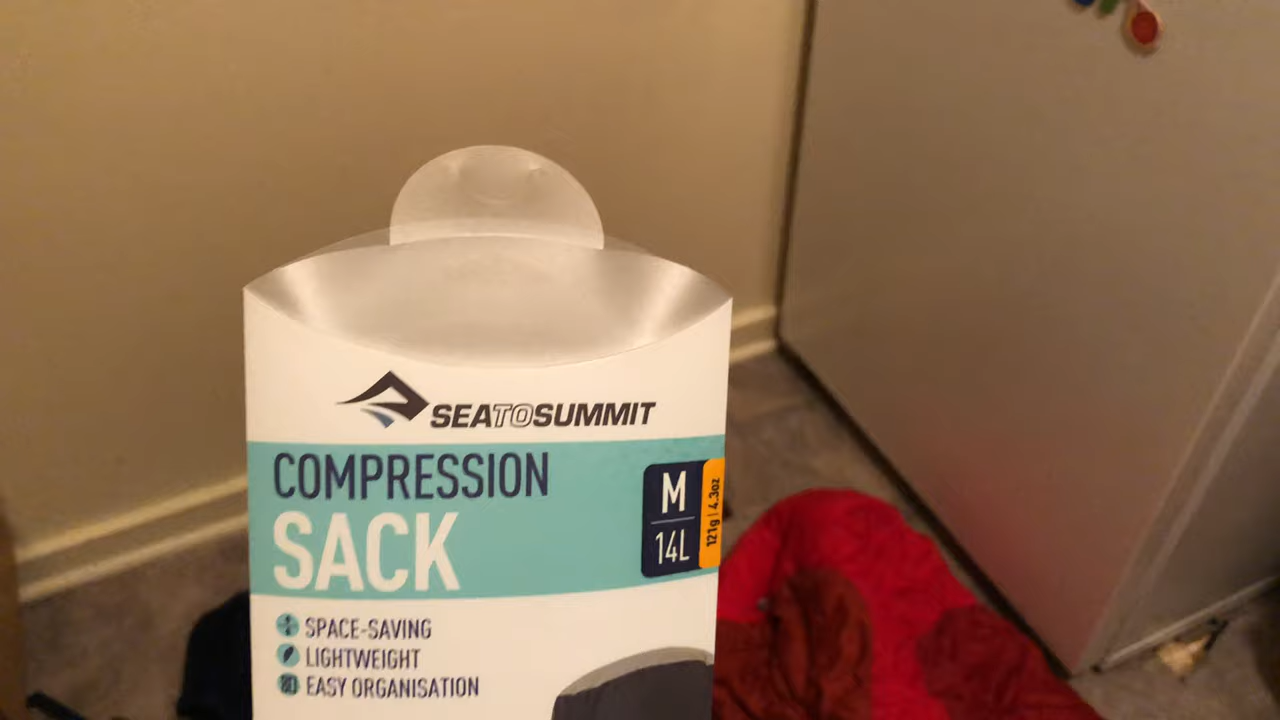 SEATOSUMMIT
COMPRESSION
SACK
M
14L
121g | 4.3oz
SPACE-SAVING
LIGHTWEIGHT
EASY ORGANISATION